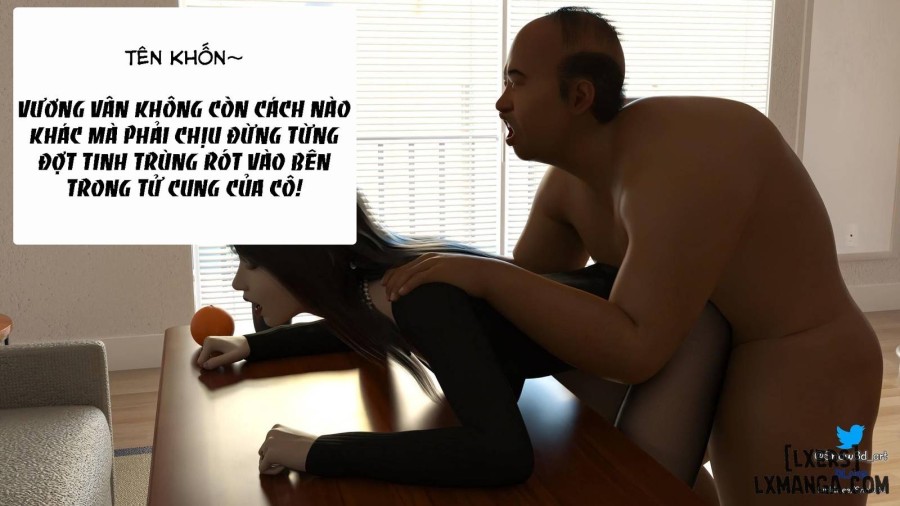 TÊN KHỐN~
VƯƠNG VÂN KHÔNG CÒN CÁCH NÀO
KHÁC MÀ PHẢI CHỊU ĐỪNG TỪNG
ĐỢT TINH TRÙNG RÓT VÀO BÊN
TRONG TỬ CUNG CỦA CÔ!
[LXERS]
LXMANGA.COM